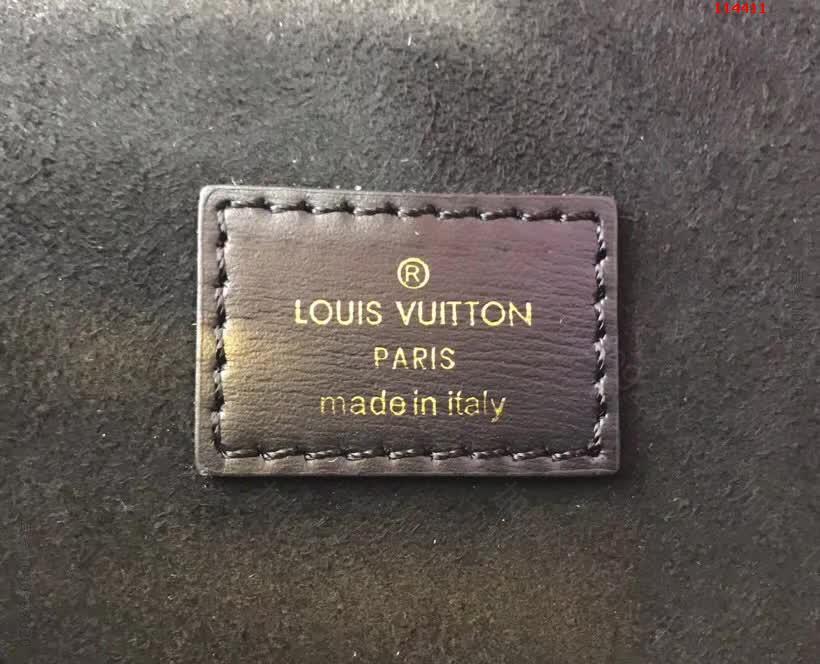 114411
®
LOUIS VUITTON
PARIS
made in italy